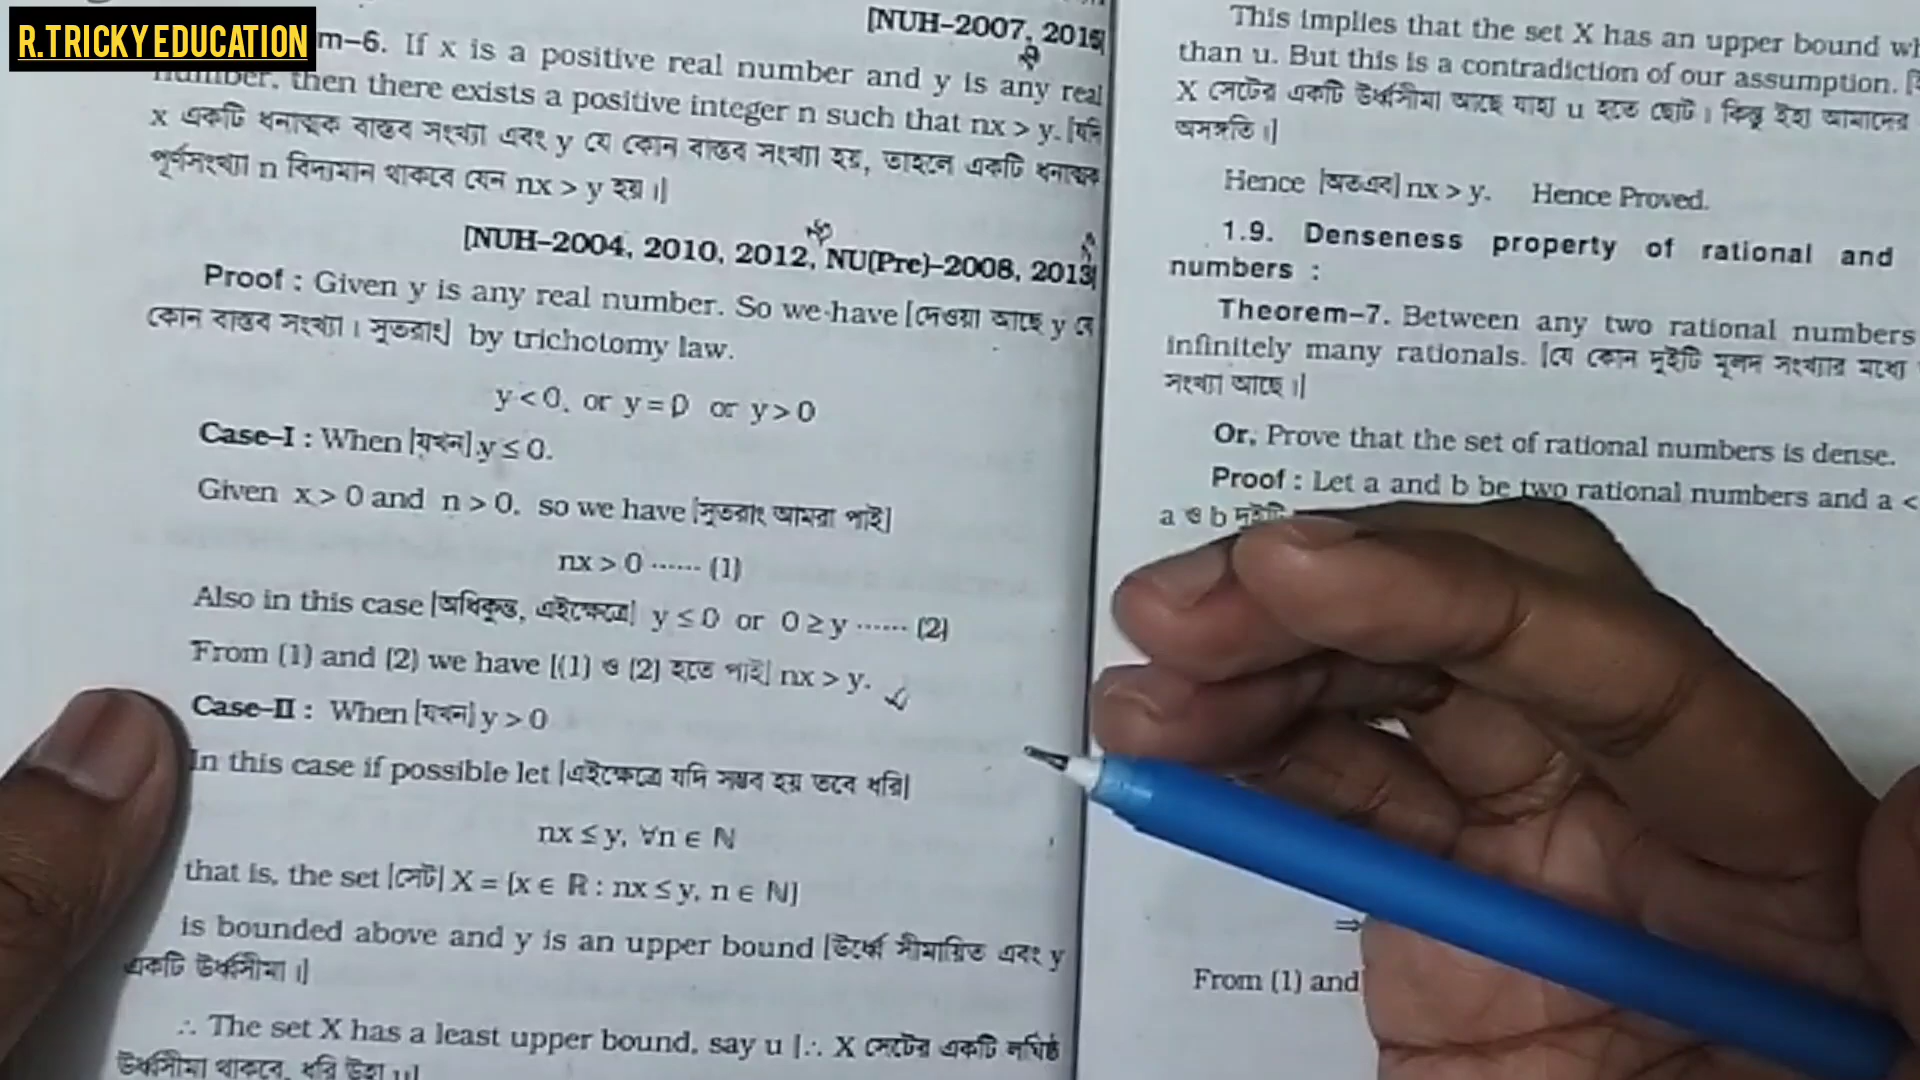 R.TRICKY EDUCATION
[NUH–2007, 2015]
m–6. If x is a positive real number and y is any real
number, then there exists a positive integer n such that nx > y. [যদি
x একটি ধনাত্মক বাস্তব সংখ্যা এবং y যে কোন বাস্তব সংখ্যা হয়, তাহলে একটি ধনাত্মক
পূর্ণসংখ্যা n বিদ্যমান থাকবে যেন nx > y হয়।]
[NUH–2004, 2010, 2012, NU(Pre)–2008, 2013]
Proof : Given y is any real number. So we have [দেওয়া আছে y যে
কোন বাস্তব সংখ্যা। সুতরাং] by trichotomy law.
y < 0, or y = 0 or y > 0
Case–I : When [যখন] y ≤ 0.
Given x > 0 and n > 0. so we have [সুতরাং আমরা পাই]
nx > 0 ...... (1)
Also in this case [অধিকন্তু, এইক্ষেত্রে] y ≤ 0 or 0 ≥ y ...... (2)
From (1) and (2) we have [(1) ও (2) হতে পাই] nx > y.
Case–II : When [যখন] y > 0
In this case if possible let [এইক্ষেত্রে যদি সম্ভব হয় তবে ধরি]
nx ≤ y, ∀n ∈ ℕ
that is, the set [সেট] X = {x ∈ ℝ : nx ≤ y, n ∈ ℕ}
is bounded above and y is an upper bound [উর্ধ্বে সীমায়িত এবং y
একটি উর্ধ্বসীমা।]
∴ The set X has a least upper bound, say u [∴ X সেটের একটি লঘিষ্ঠ
উর্ধ্বসীমা থাকবে, ধরি উহা u]
This implies that the set X has an upper bound
than u. But this is a contradiction of our assumption.
X সেটের একটি উর্ধ্বসীমা আছে যাহা u হতে ছোট। কিন্তু ইহা আমাদের
অসঙ্গতি।]
Hence [অতএব] nx > y. Hence Proved.
1.9. Denseness property of rational and
numbers :
Theorem–7. Between any two rational numbers
infinitely many rationals. [যে কোন দুইটি মূলদ সংখ্যার মধ্যে
সংখ্যা আছে।]
Or, Prove that the set of rational numbers is dense.
Proof : Let a and b be two rational numbers and a <
a ও b দুইটি
⇒
From (1) and